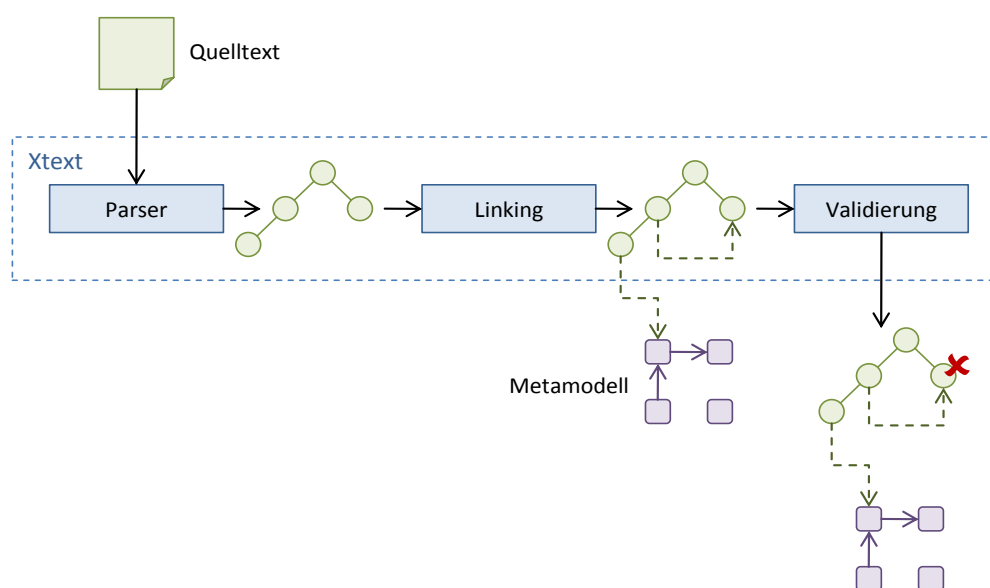 Quelltext
Xtext
Parser
Linking
Validierung
Metamodell